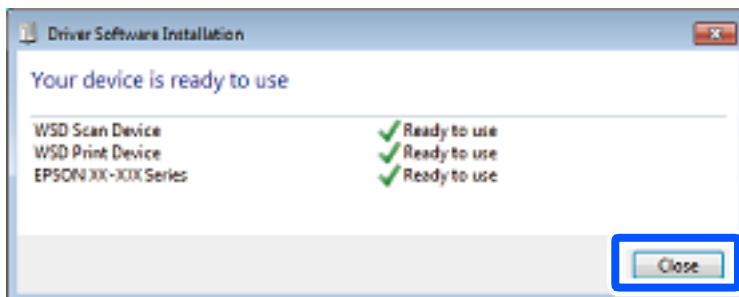 Driver Software Installation
Your device is ready to use
WSD Scan Device Ready to use
WSD Print Device Ready to use
EPSON XX-XXX Series Ready to use
Close